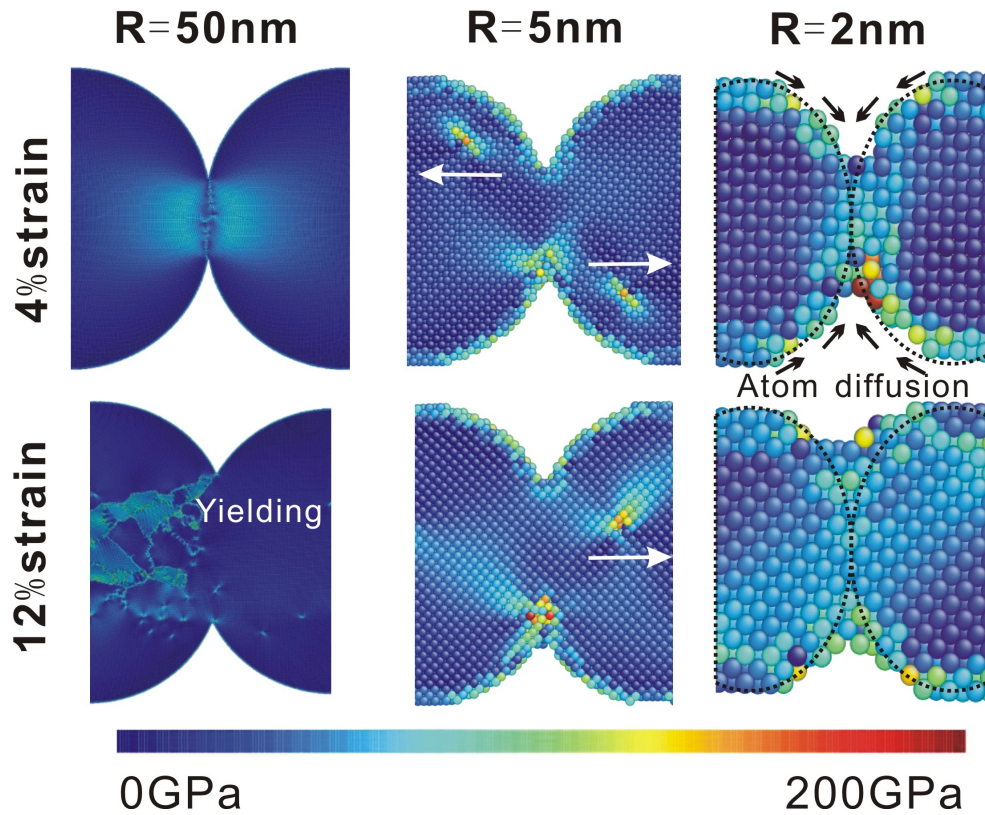 R=50nm
R=5nm
R=2nm
4%strain
Atom diffusion
12%strain
Yielding
0GPa
200GPa